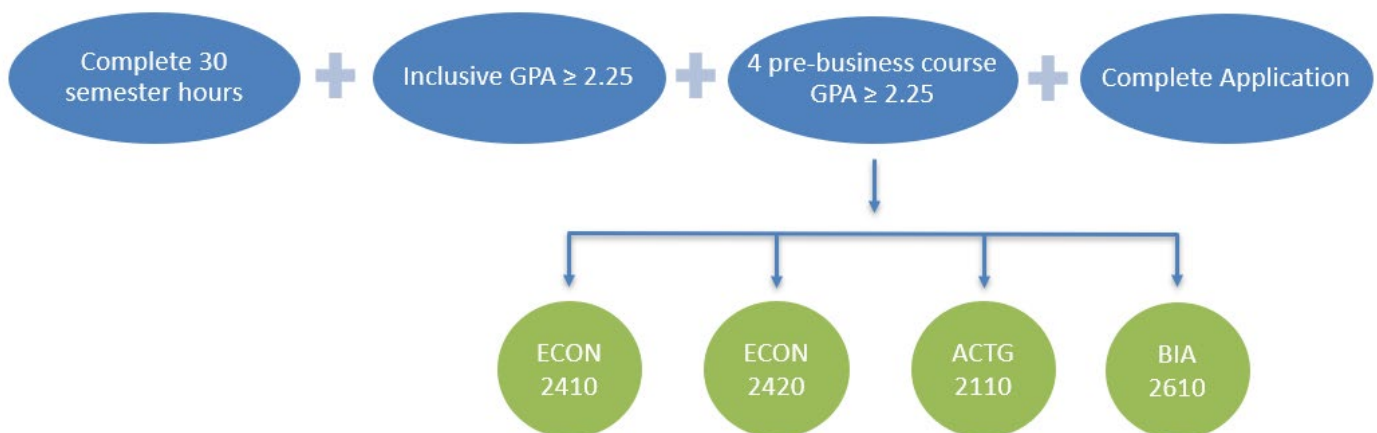 Complete 30
semester hours
Inclusive GPA ≥ 2.25
4 pre-business course
GPA ≥ 2.25
Complete Application
ECON
2410
ECON
2420
ACTG
2110
BIA
2610